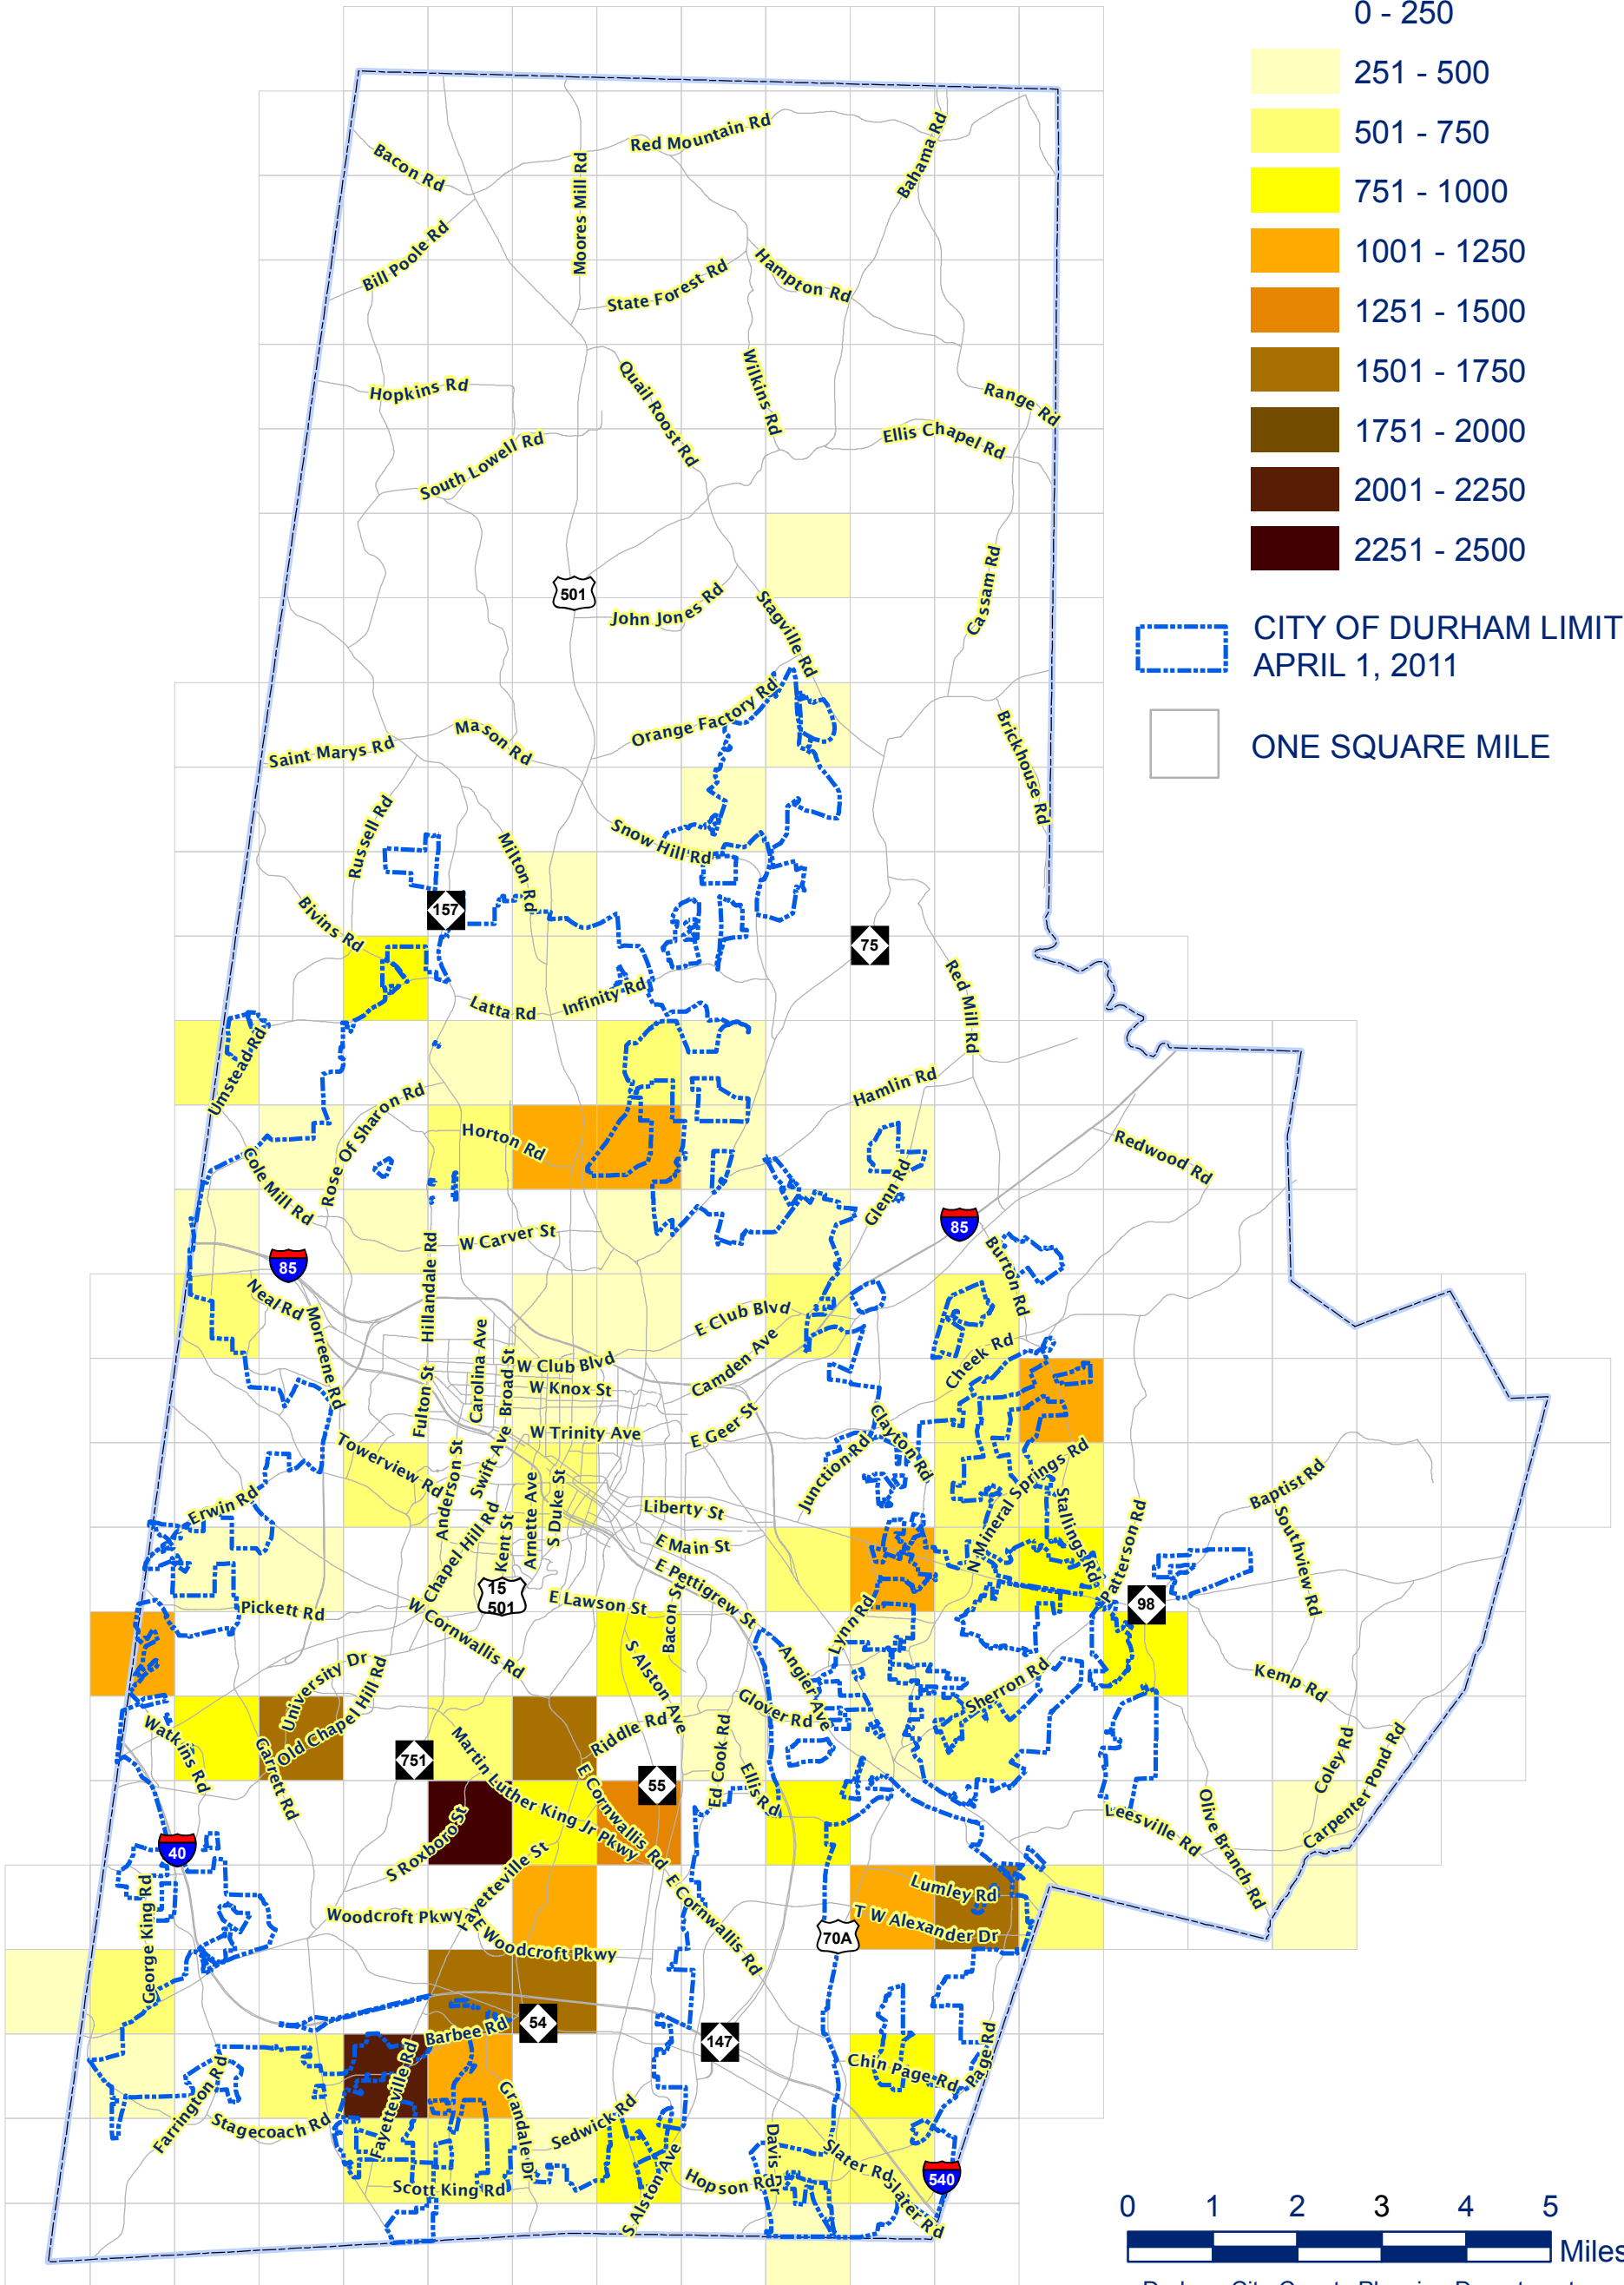 0 - 250
251 - 500
501 - 750
751 - 1000
1001 - 1250
1251 - 1500
1501 - 1750
1751 - 2000
2001 - 2250
2251 - 2500
CITY OF DURHAM LIMIT
APRIL 1, 2011
ONE SQUARE MILE
Bacon Rd
Red Mountain Rd
Bahama Rd
Moores Mill Rd
Bill Poole Rd
State Forest Rd
Hampton Rd
Hopkins Rd
Quail Roost Rd
Wilkins Rd
Range Rd
South Lowell Rd
Ellis Chapel Rd
501
John Jones Rd
Stagville Rd
Cassam Rd
Saint Marys Rd
Mason Rd
Orange Factory Rd
Brickhouse Rd
Russell Rd
Milton Rd
Snow Hill Rd
157
Bivins Rd
75
Latta Rd
Infinity Rd
Red Mill Rd
Umstead Rd
Hamlin Rd
Rose Of Sharon Rd
Horton Rd
Redwood Rd
Cole Mill Rd
Glenn Rd
W Carver St
85
85
Burton Rd
Neal Rd
Hillandale Rd
E Club Blvd
Morreene Rd
Carolina Ave
Broad St
W Club Blvd
Camden Ave
Cheek Rd
Fulton St
W Knox St
W Trinity Ave
E Geer St
Clayton Rd
Junction Rd
Towerview Rd
Anderson St
Swift Ave
Erwin Rd
Arnette Ave
S Duke St
Liberty St
N Mineral Springs Rd
Stallings Rd
Baptist Rd
Southview Rd
Patterson Rd
Chapel Hill Rd
Kent St
E Main St
E Pettigrew St
15
501
98
Pickett Rd
E Lawson St
Bacon St
W Cornwallis Rd
S Alston Ave
Lynn Rd
Angier Ave
University Dr
Old Chapel Hill Rd
Sherron Rd
Kemp Rd
Watkins Rd
Garrett Rd
751
Martin Luther King Jr Pkwy
Riddle Rd
Glover Rd
Ed Cook Rd
Ellis Rd
55
E Cornwallis Rd
Coley Rd
Carpenter Pond Rd
Leesville Rd
Olive Branch Rd
40
S Roxboro St
Fayetteville St
George King Rd
Woodcroft Pkwy
E Woodcroft Pkwy
E Cornwallis Rd
Lumley Rd
T W Alexander Dr
70A
54
Barbee Rd
147
Chin Page Rd
Page Rd
Farrington Rd
Stagecoach Rd
Fayetteville Rd
Grandale Dr
Sedwick Rd
Scott King Rd
S Alston Ave
Hopson Rd
Davis
Slater Rd
Slater Rd
540
0 1 2 3 4 5
Miles